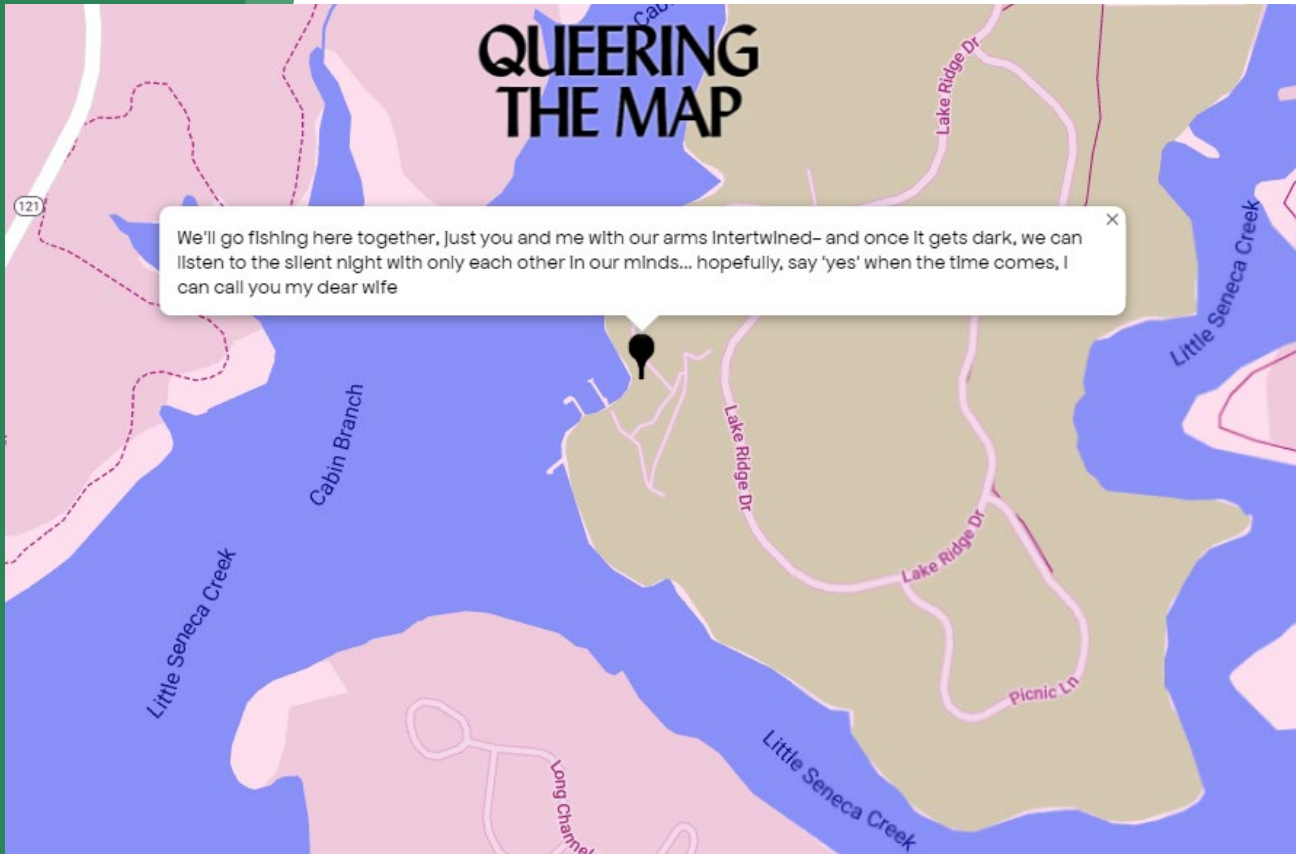 Cabi
QUEERING
THE MAP
Lake Ridge Dr
121
We'll go fishing here together, just you and me with our arms intertwined– and once it gets dark, we can
listen to the silent night with only each other in our minds... hopefully, say 'yes' when the time comes, I
can call you my dear wife
Little Seneca Creek
Cabin Branch
Lake Ridge Dr
Lake Ridge Dr
Little Seneca Creek
Picnic Ln
Little Seneca Creek
Long Channel